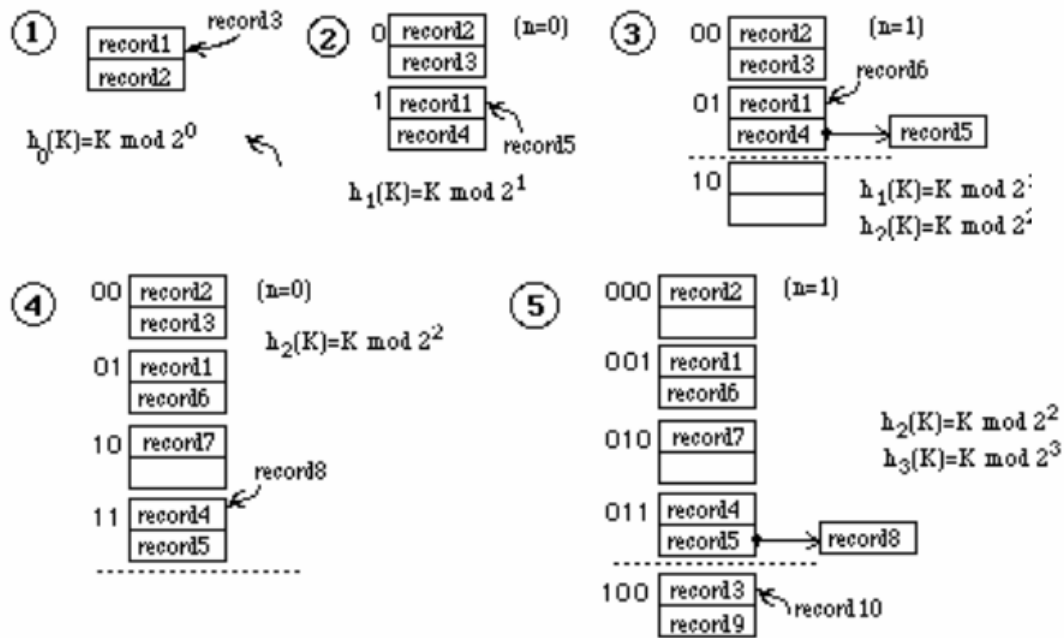 1
record3
record1
record2
h0(K)=K mod 2^0
2
0
record2
record3
(n=0)
1
record1
record4
record5
h1(K)=K mod 2^1
3
00
record2
record3
(n=1)
record6
01
record1
record4
record5
10
h1(K)=K mod 2
h2(K)=K mod 2^2
4
00
record2
record3
(n=0)
h2(K)=K mod 2^2
01
record1
record6
10
record7
record8
11
record4
record5
5
000
record2
(n=1)
001
record1
record6
010
record7
h2(K)=K mod 2^2
h3(K)=K mod 2^3
011
record4
record5
record8
100
record3
record9
record10